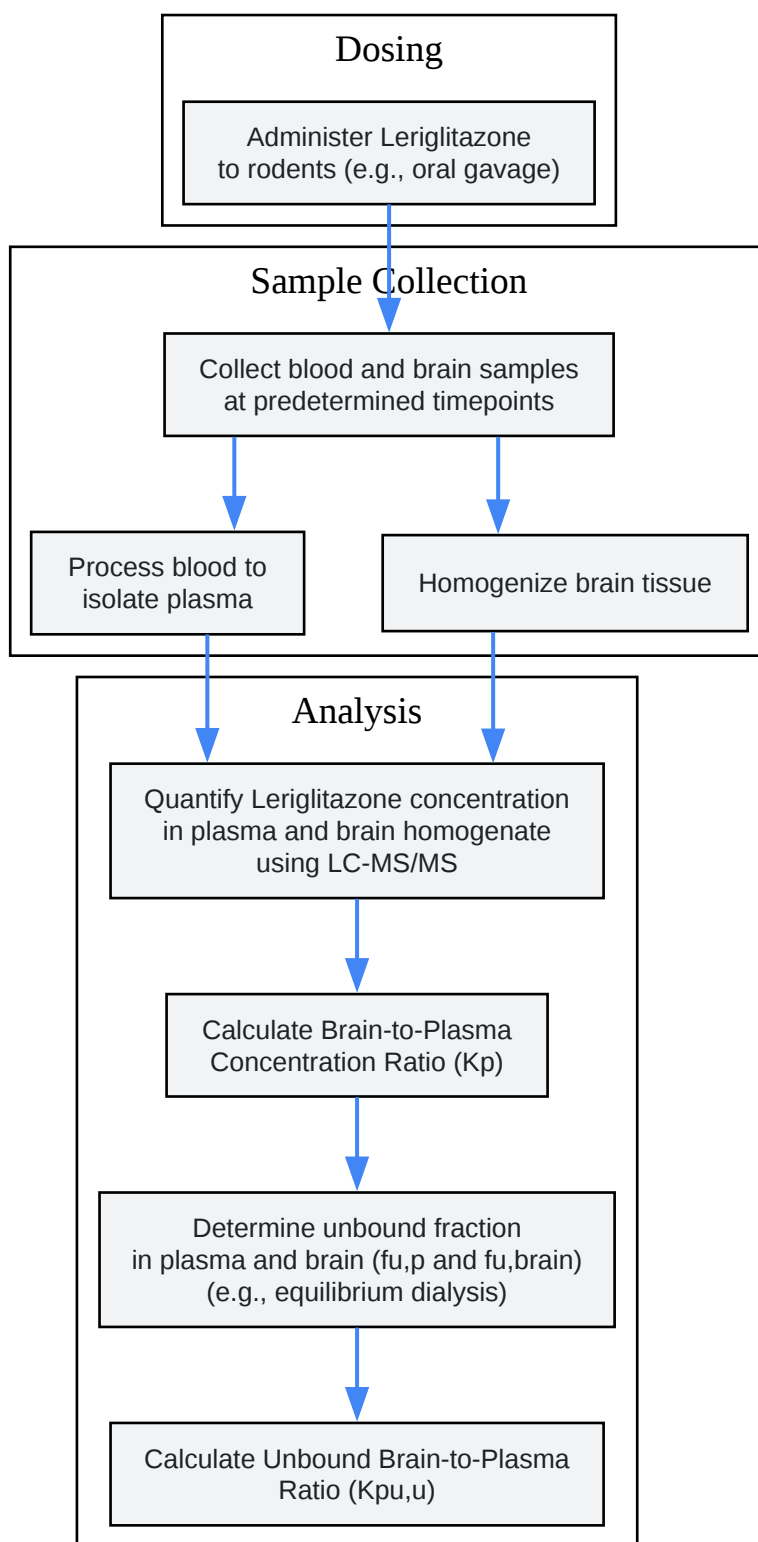 Dosing
Administer Leriglitazone
to rodents (e.g., oral gavage)
Sample Collection
Collect blood and brain samples
at predetermined timepoints
Process blood to
isolate plasma
Homogenize brain tissue
Analysis
Quantify Leriglitazone concentration
in plasma and brain homogenate
using LC-MS/MS
Calculate Brain-to-Plasma
Concentration Ratio (Kp)
Determine unbound fraction
in plasma and brain (fu,p and fu,brain)
(e.g., equilibrium dialysis)
Calculate Unbound Brain-to-Plasma
Ratio (Kpu,u)